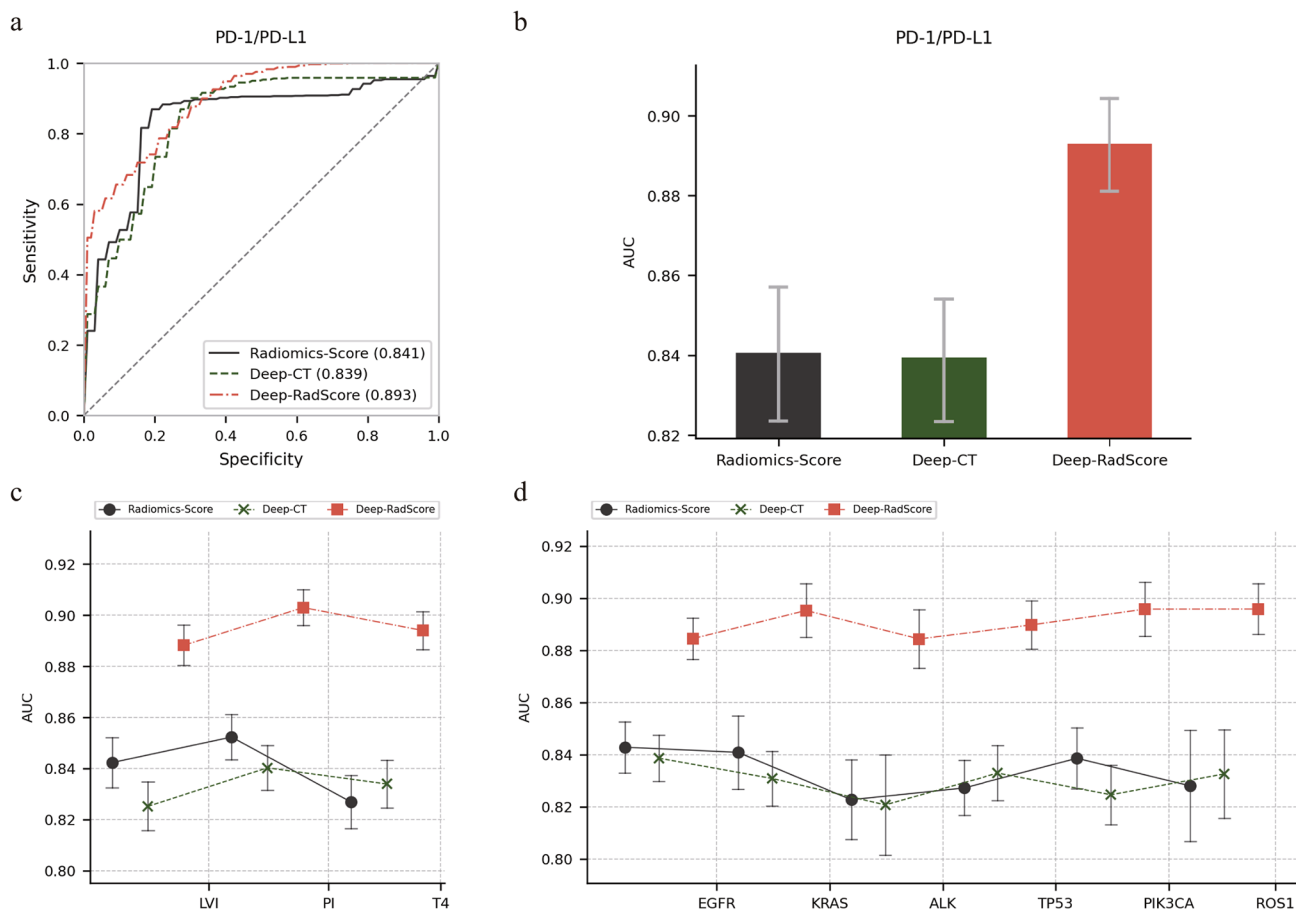 a
PD-1/PD-L1
1.0
0.8
0.6
0.4
0.2
0.0
Sensitivity
Radiomics-Score (0.841)
Deep-CT (0.839)
Deep-RadScore (0.893)
0.0 0.2 0.4 0.6 0.8 1.0
Specificity
b
PD-1/PD-L1
0.90
0.88
0.86
0.84
0.82
AUC
Radiomics-Score Deep-CT Deep-RadScore
c
Radiomics-Score Deep-CT Deep-RadScore
0.92
0.90
0.88
0.86
0.84
0.82
0.80
AUC
LVI PI T4
d
Radiomics-Score Deep-CT Deep-RadScore
0.92
0.90
0.88
0.86
0.84
0.82
0.80
AUC
EGFR KRAS ALK TP53 PIK3CA ROS1